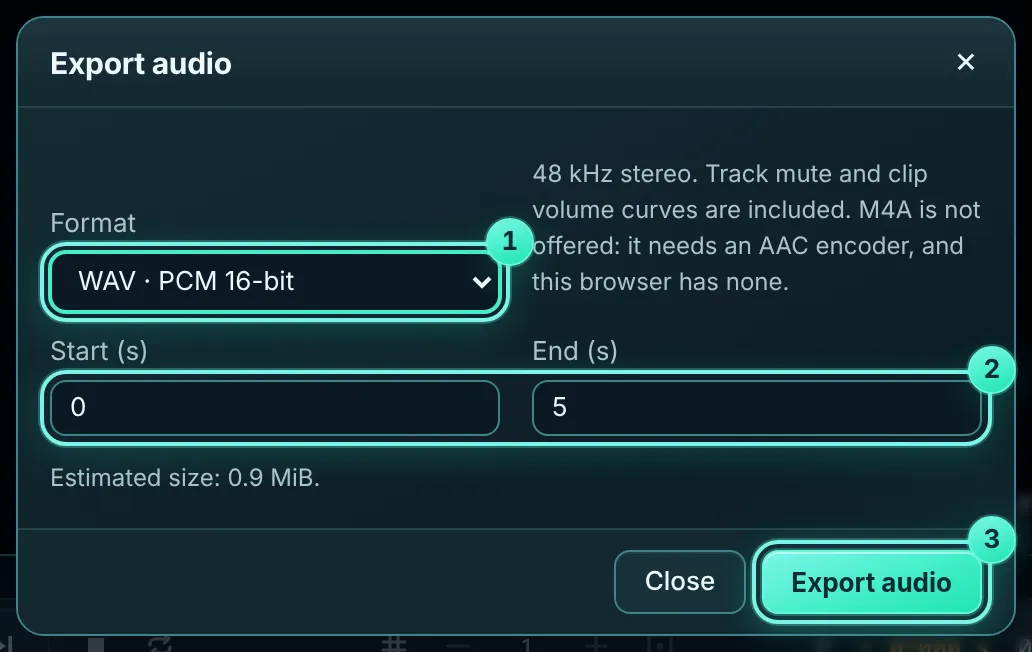 Export audio
48 kHz stereo. Track mute and clip
volume curves are included. M4A is not
offered: it needs an AAC encoder, and
this browser has none.
Format
1
WAV · PCM 16-bit
Start (s)
End (s)
2
0
5
Estimated size: 0.9 MiB.
3
Close
Export audio
1